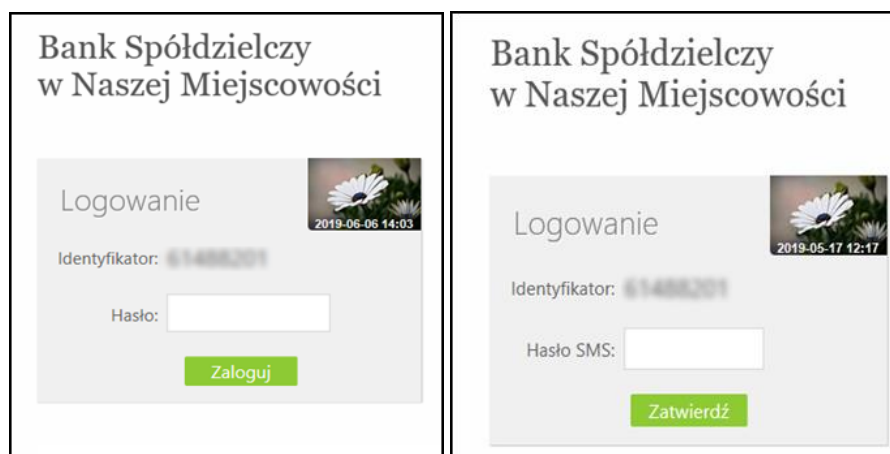 Bank Spółdzielczy
w Naszej Miejscowości
Logowanie
2019-06-06 14:03
Identyfikator:
Hasło:
Zaloguj
Bank Spółdzielczy
w Naszej Miejscowości
Logowanie
2019-05-17 12:17
Identyfikator:
Hasło SMS:
Zatwierdź